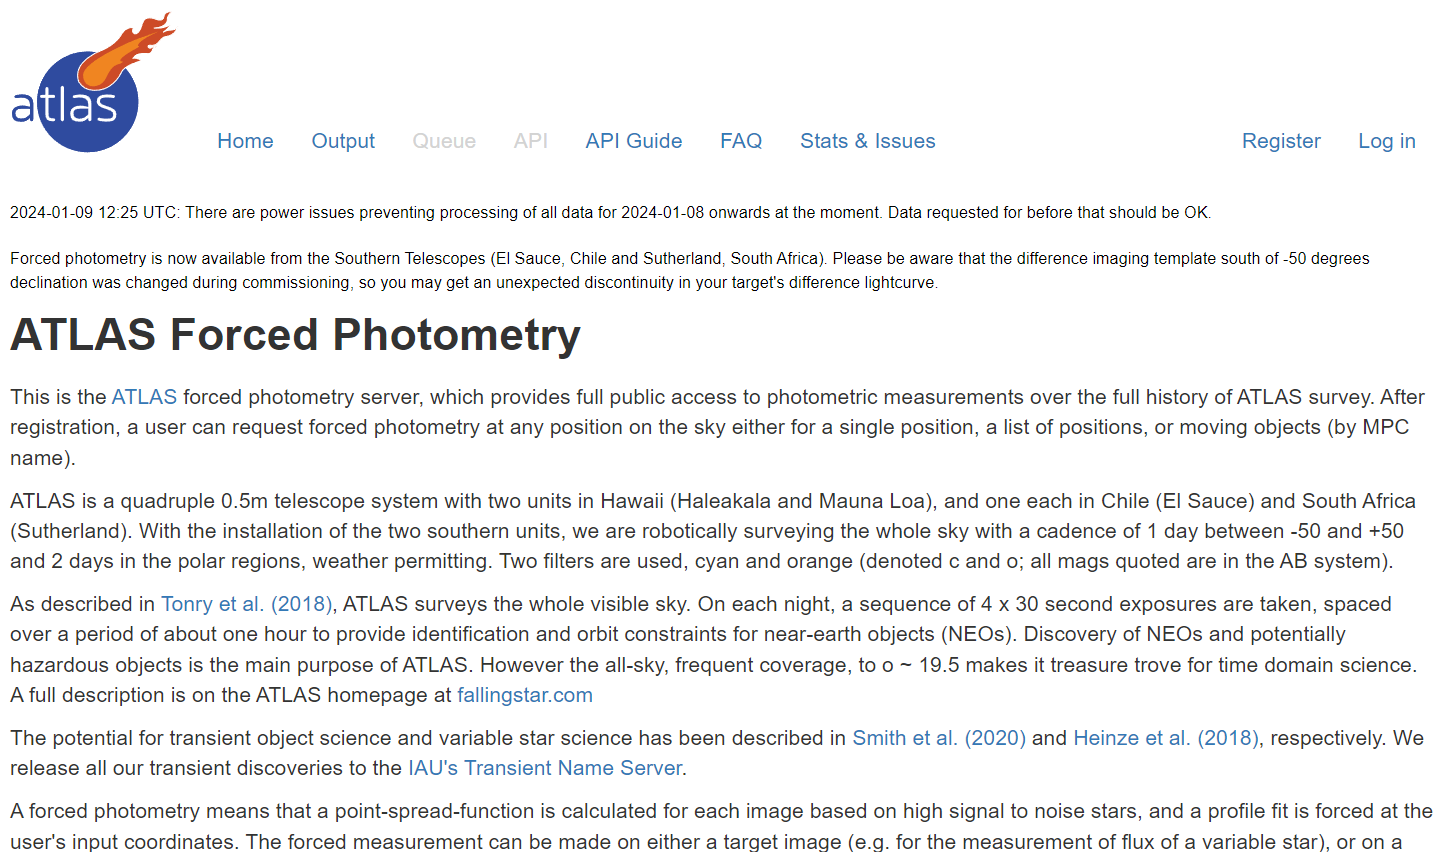 atlas
Home Output Queue API API Guide FAQ Stats & Issues Register Log in
2024-01-09 12:25 UTC: There are power issues preventing processing of all data for 2024-01-08 onwards at the moment. Data requested for before that should be OK.
Forced photometry is now available from the Southern Telescopes (El Sauce, Chile and Sutherland, South Africa). Please be aware that the difference imaging template south of -50 degrees
declination was changed during commissioning, so you may get an unexpected discontinuity in your target's difference lightcurve.
ATLAS Forced Photometry
This is the ATLAS forced photometry server, which provides full public access to photometric measurements over the full history of ATLAS survey. After
registration, a user can request forced photometry at any position on the sky either for a single position, a list of positions, or moving objects (by MPC
name).
ATLAS is a quadruple 0.5m telescope system with two units in Hawaii (Haleakala and Mauna Loa), and one each in Chile (El Sauce) and South Africa
(Sutherland). With the installation of the two southern units, we are robotically surveying the whole sky with a cadence of 1 day between -50 and +50
and 2 days in the polar regions, weather permitting. Two filters are used, cyan and orange (denoted c and o; all mags quoted are in the AB system).
As described in Tonry et al. (2018), ATLAS surveys the whole visible sky. On each night, a sequence of 4 x 30 second exposures are taken, spaced
over a period of about one hour to provide identification and orbit constraints for near-earth objects (NEOs). Discovery of NEOs and potentially
hazardous objects is the main purpose of ATLAS. However the all-sky, frequent coverage, to o ~ 19.5 makes it treasure trove for time domain science.
A full description is on the ATLAS homepage at fallingstar.com
The potential for transient object science and variable star science has been described in Smith et al. (2020) and Heinze et al. (2018), respectively. We
release all our transient discoveries to the IAU's Transient Name Server.
A forced photometry means that a point-spread-function is calculated for each image based on high signal to noise stars, and a profile fit is forced at the
user's input coordinates. The forced measurement can be made on either a target image (e.g. for the measurement of flux of a variable star), or on a